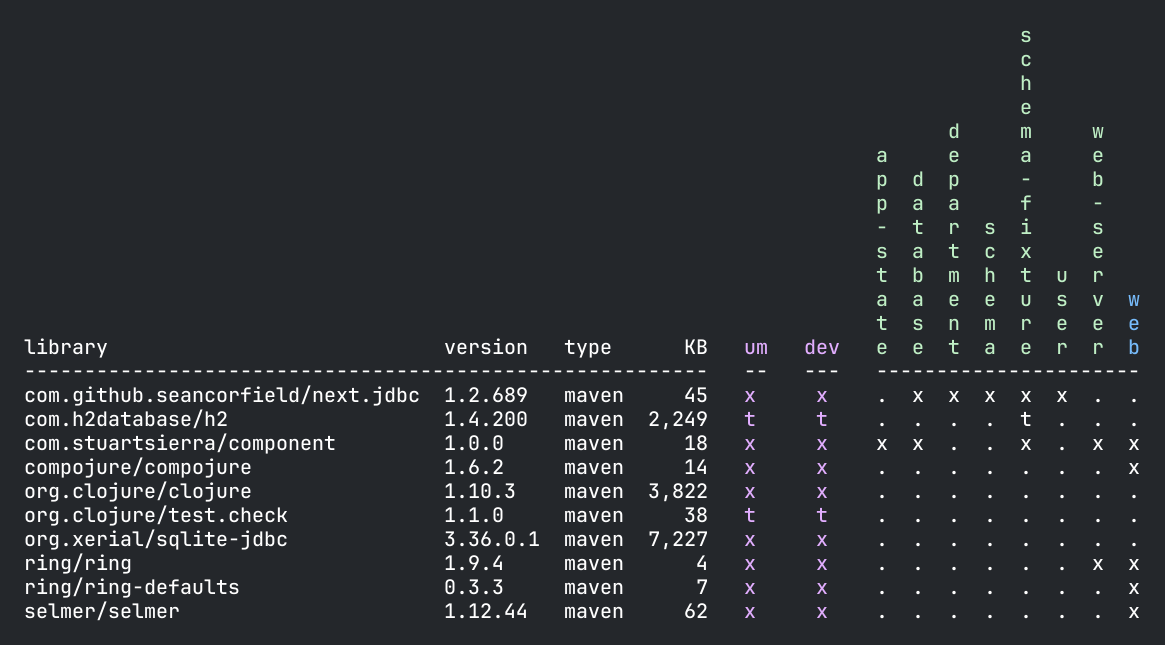 library version type KB um dev app-state database department schema schema-fixture user web-server web
----------------------------------------------------------- -- --- ----------------------
com.github.seancorfield/next.jdbc 1.2.689 maven 45 x x . x x x x x . .
com.h2database/h2 1.4.200 maven 2,249 t t . . . . t . . .
com.stuartsierra/component 1.0.0 maven 18 x x x x . . x . x x
compojure/compojure 1.6.2 maven 14 x x . . . . . . . x
org.clojure/clojure 1.10.3 maven 3,822 x x . . . . . . . .
org.clojure/test.check 1.1.0 maven 38 t t . . . . . . . .
org.xerial/sqlite-jdbc 3.36.0.1 maven 7,227 x x . . . . . . . .
ring/ring 1.9.4 maven 4 x x . . . . . . x x
ring/ring-defaults 0.3.3 maven 7 x x . . . . . . . x
selmer/selmer 1.12.44 maven 62 x x . . . . . . . x